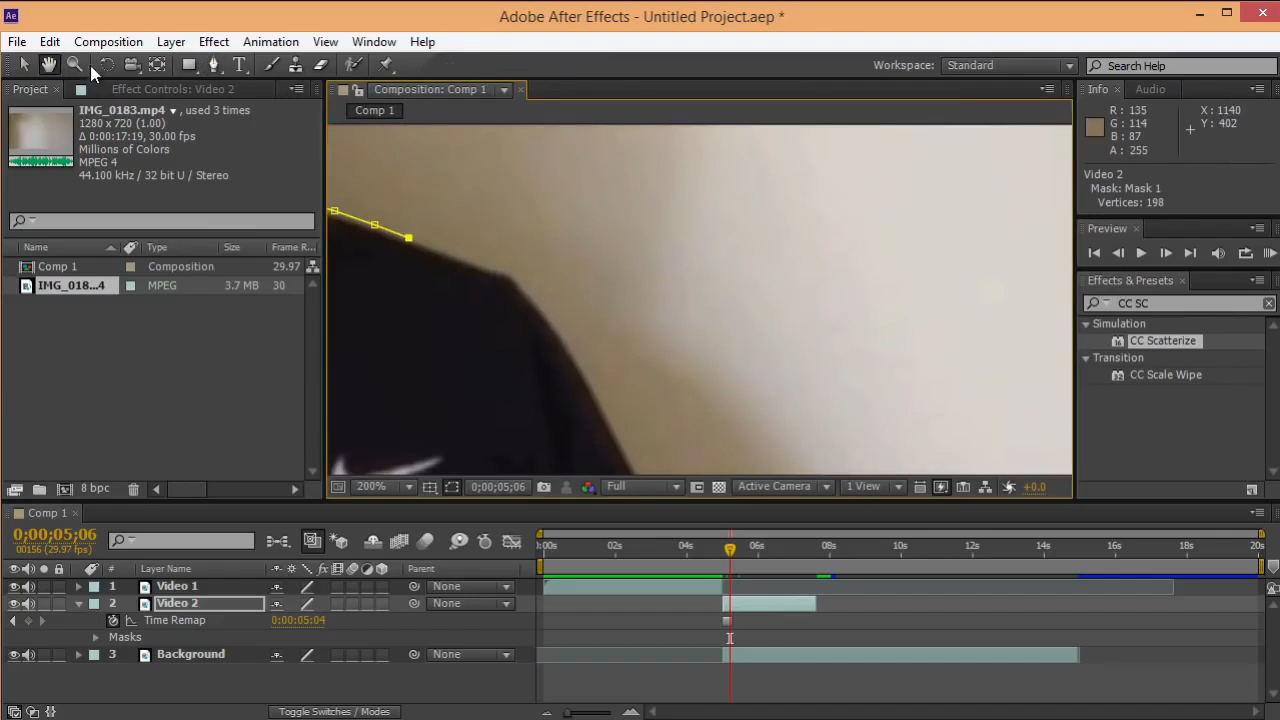 Ae
Adobe After Effects - Untitled Project.aep *
File Edit Composition Layer Effect Animation View Window Help
T
Workspace: Standard Search Help
Project × Effect Controls: Video 2
Composition: Comp 1 ×
Info × Audio
IMG_0183.mp4 ▾ , used 3 times
1280 x 720 (1.00)
Δ 0:00:17:19, 30.00 fps
Millions of Colors
MPEG 4
44.100 kHz / 32 bit U / Stereo
Comp 1
R : 135
G : 114
B : 87
A : 255
X : 1140
Y : 402
Video 2
Mask: Mask 1
Vertices: 198
Preview ×
Name Type Size Frame R...
Comp 1 Composition 29.97
IMG_018...4 MPEG 3.7 MB 30
Effects & Presets ×
CC SC
Simulation
CC Scatterize
Transition
CC Scale Wipe
8 bpc
200% 0;00;05;06 Full Active Camera 1 View +0.0
Comp 1 ×
0;00;05;06
00156 (29.97 fps)
:00s 02s 04s 06s 08s 10s 12s 14s 16s 18s 20s
# Layer Name Parent
1 Video 1 None
2 Video 2 None
Time Remap 0:00:05:04
Masks
3 Background None
Toggle Switches / Modes